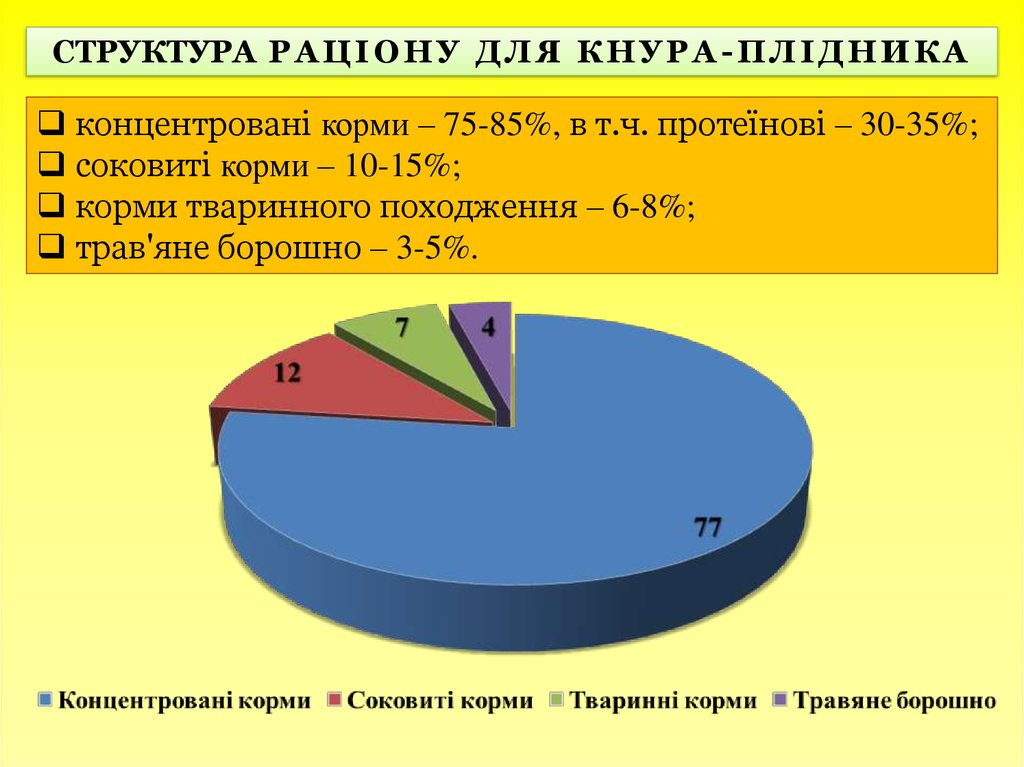 СТРУКТУРА РАЦІОНУ ДЛЯ КНУРА-ПЛІДНИКА
❑ концентровані корми – 75-85%, в т.ч. протеїнові – 30-35%;
❑ соковиті корми – 10-15%;
❑ корми тваринного походження – 6-8%;
❑ трав'яне борошно – 3-5%.
7
4
12
77
Концентровані корми Соковиті корми Тваринні корми Травяне борошно